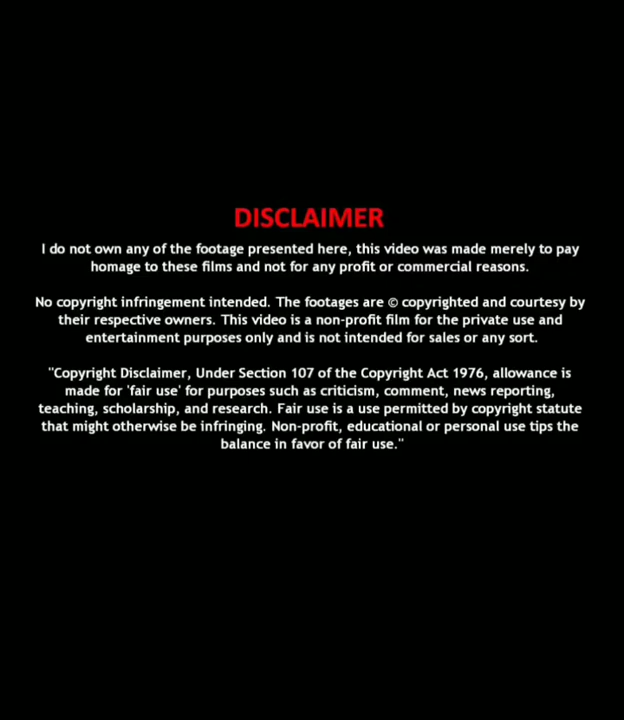 DISCLAIMER
I do not own any of the footage presented here, this video was made merely to pay
homage to these films and not for any profit or commercial reasons.
No copyright infringement intended. The footages are © copyrighted and courtesy by
their respective owners. This video is a non-profit film for the private use and
entertainment purposes only and is not intended for sales or any sort.
"Copyright Disclaimer, Under Section 107 of the Copyright Act 1976, allowance is
made for 'fair use' for purposes such as criticism, comment, news reporting,
teaching, scholarship, and research. Fair use is a use permitted by copyright statute
that might otherwise be infringing. Non-profit, educational or personal use tips the
balance in favor of fair use."